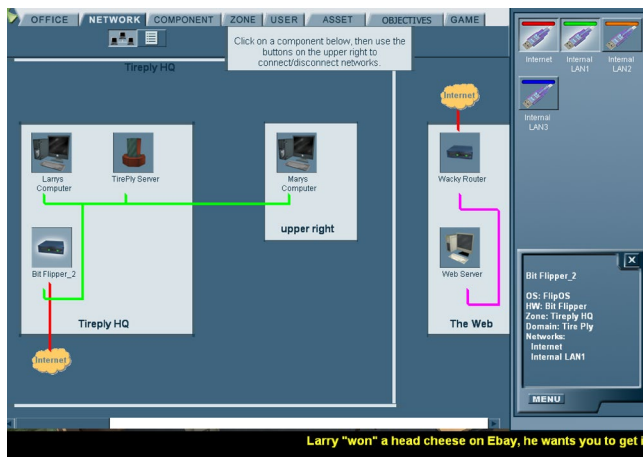 OFFICE NETWORK COMPONENT ZONE USER ASSET OBJECTIVES GAME
Click on a component below, then use the
buttons on the upper right to
connect/disconnect networks.
Tireply HQ
Internet
Internal
LAN1
Internal
LAN2
Internal
LAN3
Internet
Larrys
Computer
TirePly Server
Marys
Computer
Wacky Router
upper right
Bit Flipper_2
Web Server
Tireply HQ
The Web
Internet
Bit Flipper_2
OS: FlipOS
HW: Bit Flipper
Zone: Tireply HQ
Domain: Tire Ply
Networks:
Internet
Internal LAN1
MENU
Larry "won" a head cheese on Ebay, he wants you to get i